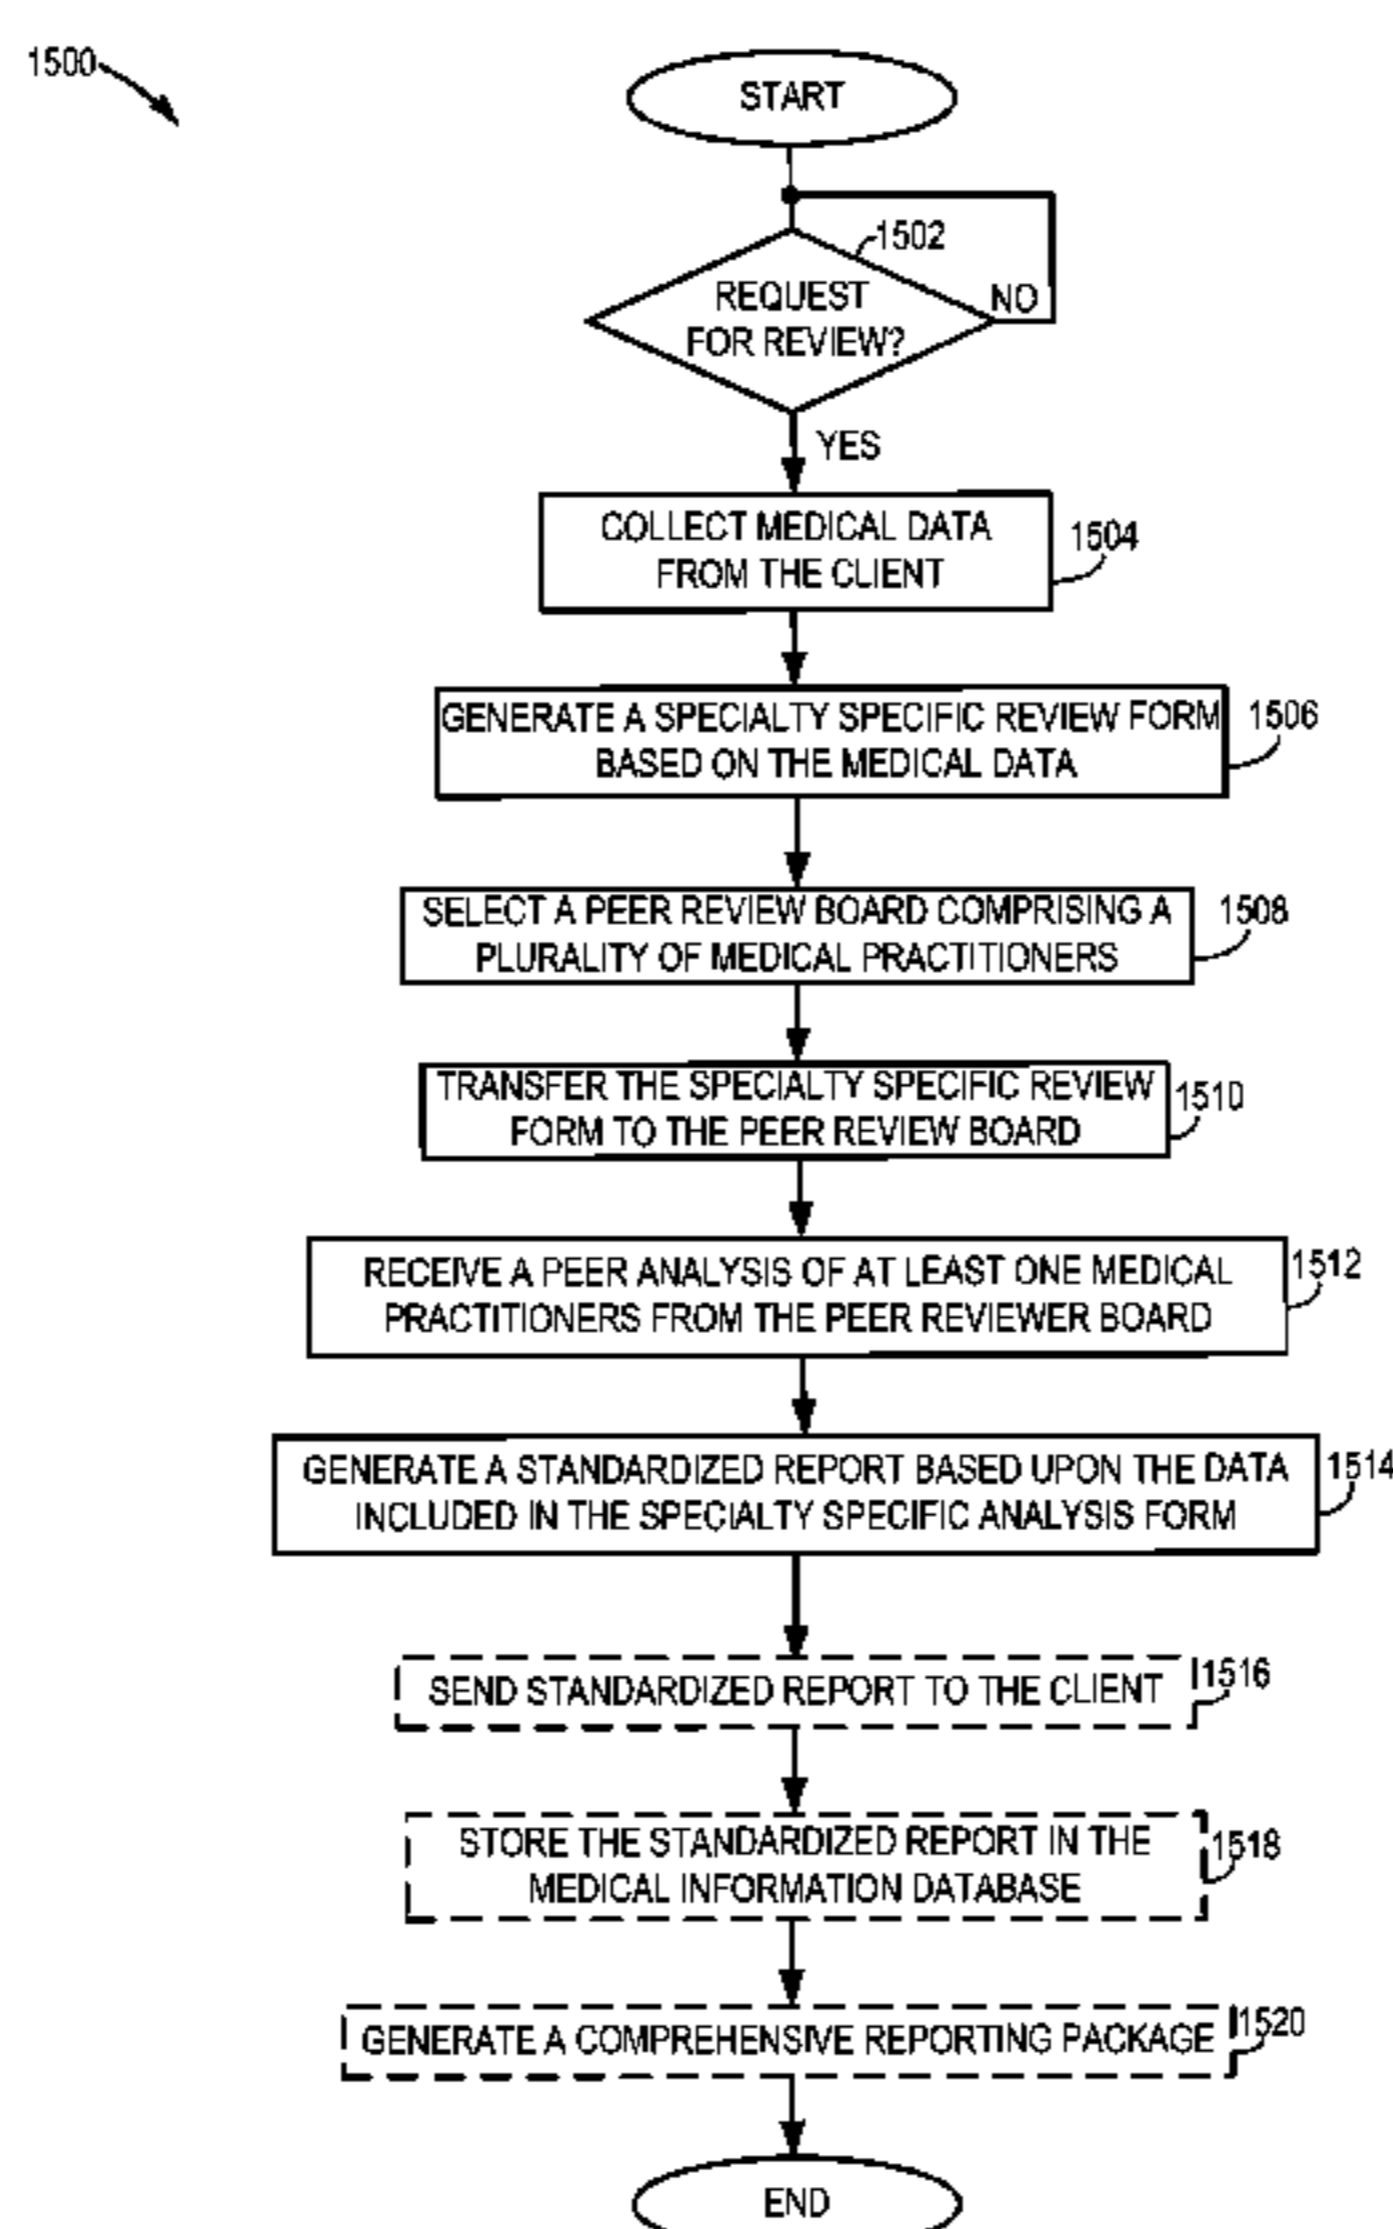 1500
START
1502
REQUEST
FOR REVIEW?
NO
YES
COLLECT MEDICAL DATA
FROM THE CLIENT
1504
GENERATE A SPECIALTY SPECIFIC REVIEW FORM
BASED ON THE MEDICAL DATA
1506
SELECT A PEER REVIEW BOARD COMPRISING A
PLURALITY OF MEDICAL PRACTITIONERS
1508
TRANSFER THE SPECIALTY SPECIFIC REVIEW
FORM TO THE PEER REVIEW BOARD
1510
RECEIVE A PEER ANALYSIS OF AT LEAST ONE MEDICAL
PRACTITIONERS FROM THE PEER REVIEWER BOARD
1512
GENERATE A STANDARDIZED REPORT BASED UPON THE DATA
INCLUDED IN THE SPECIALTY SPECIFIC ANALYSIS FORM
1514
SEND STANDARDIZED REPORT TO THE CLIENT
1516
STORE THE STANDARDIZED REPORT IN THE
MEDICAL INFORMATION DATABASE
1518
GENERATE A COMPREHENSIVE REPORTING PACKAGE
1520
END